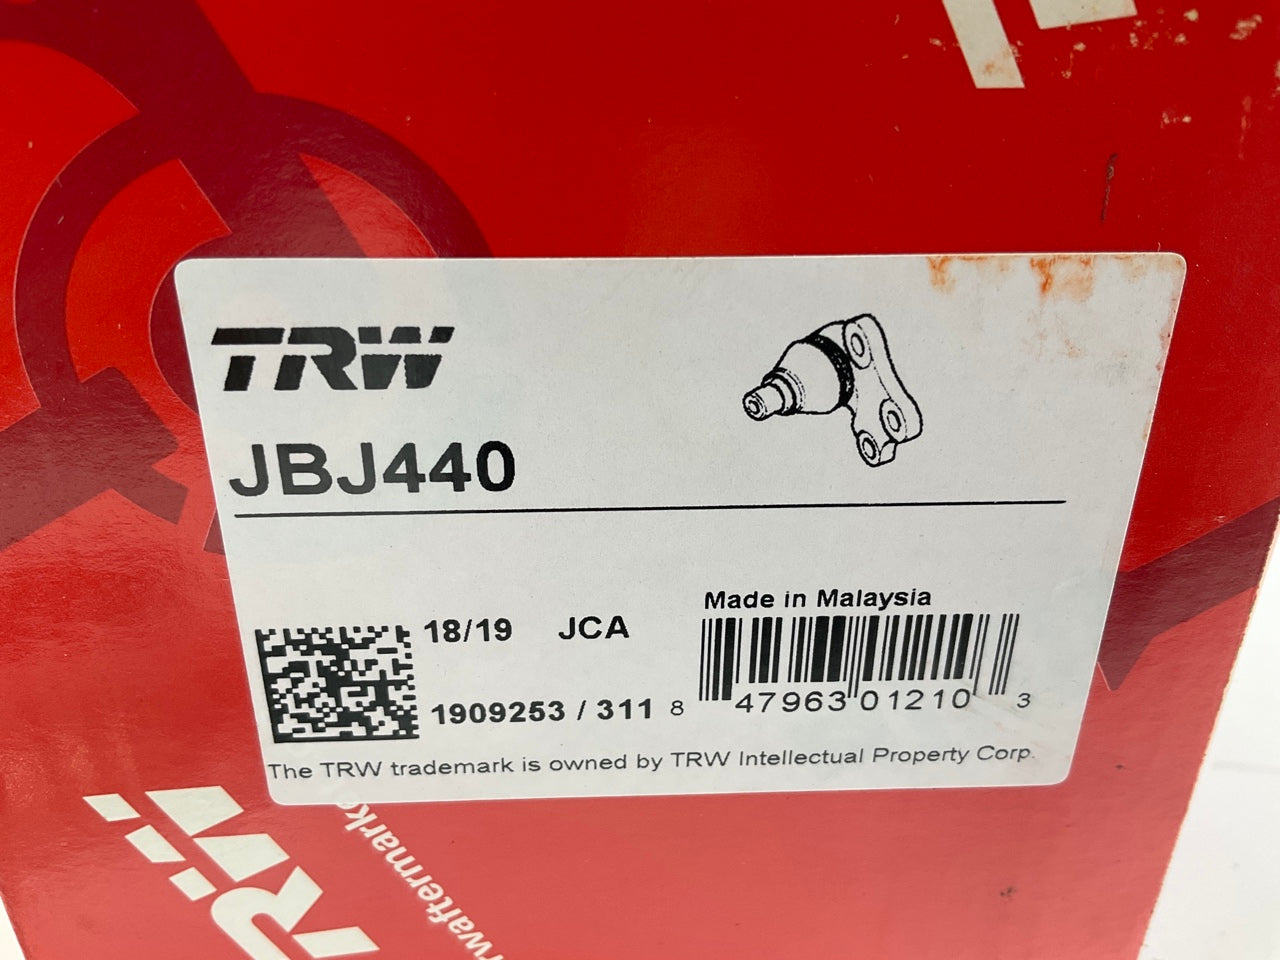 TRW
JBJ440
Made in Malaysia
18/19 JCA
1909253 / 311
8 47963 01210 3
The TRW trademark is owned by TRW Intellectual Property Corp.